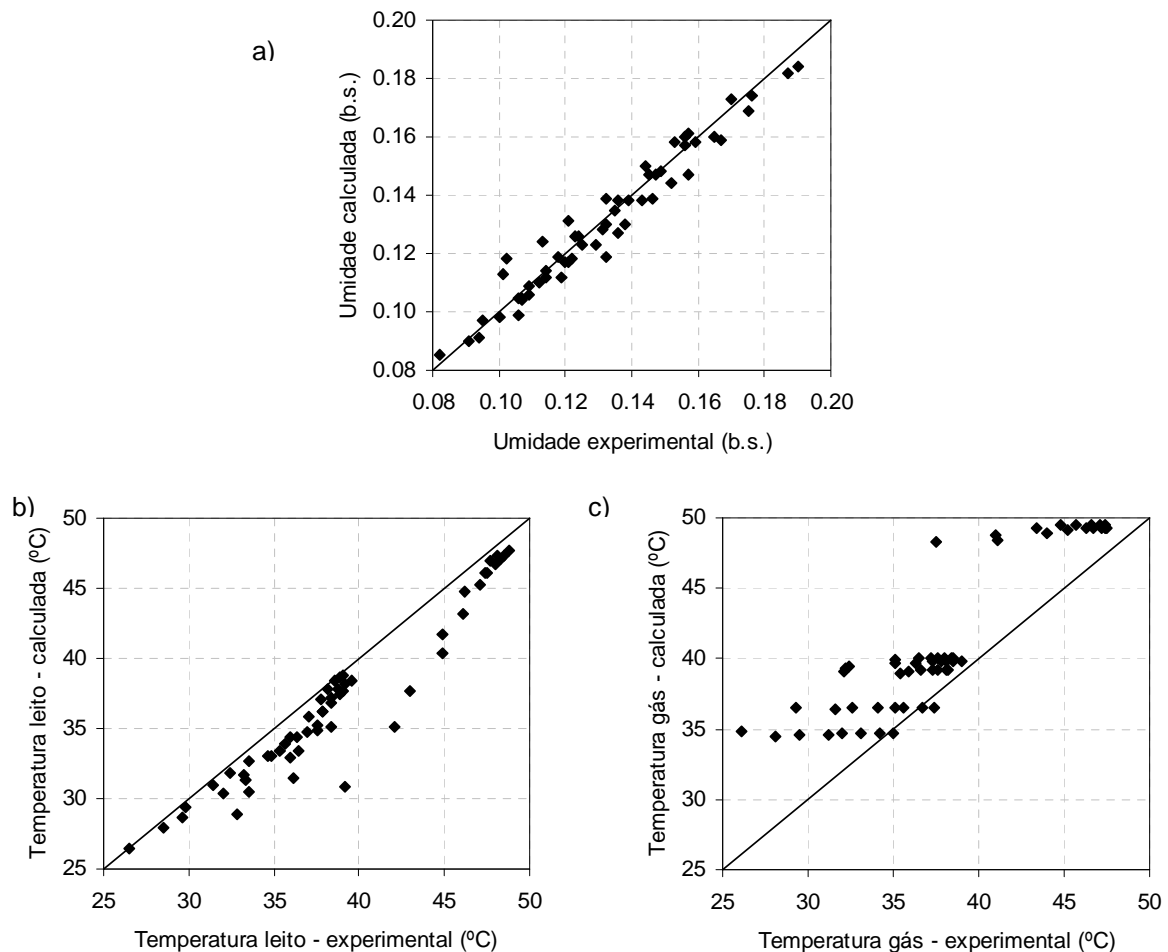 a)
Umidade calculada (b.s.)
0.20
0.18
0.16
0.14
0.12
0.10
0.08
0.08 0.10 0.12 0.14 0.16 0.18 0.20
Umidade experimental (b.s.)
b)
Temperatura leito - calculada (ºC)
50
45
40
35
30
25
25 30 35 40 45 50
Temperatura leito - experimental (ºC)
c)
Temperatura gás - calculada (ºC)
50
45
40
35
30
25
25 30 35 40 45 50
Temperatura gás - experimental (ºC)